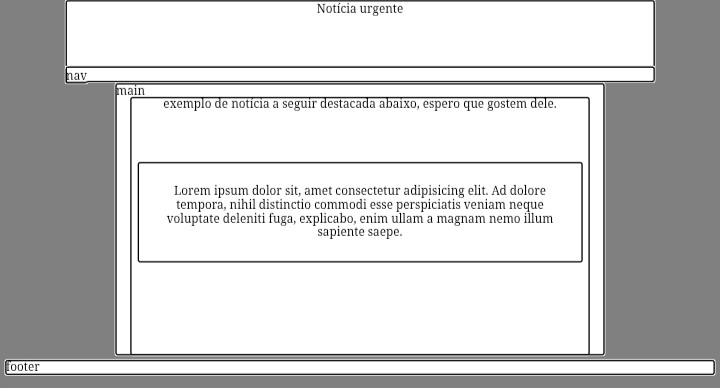 Notícia urgente
nav
main
exemplo de notícia a seguir destacada abaixo, espero que gostem dele.
Lorem ipsum dolor sit, amet consectetur adipisicing elit. Ad dolore
tempora, nihil distinctio commodi esse perspiciatis veniam neque
voluptate deleniti fuga, explicabo, enim ullam a magnam nemo illum
sapiente saepe.
footer